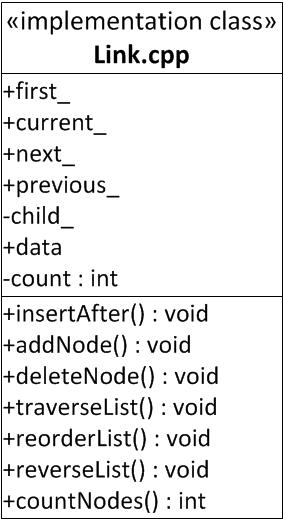 «implementation class»
Link.cpp
+first_
+current_
+next_
+previous_
-child_
+data
-count : int
+insertAfter() : void
+addNode() : void
+deleteNode() : void
+traverseList() : void
+reorderList() : void
+reverseList() : void
+countNodes() : int